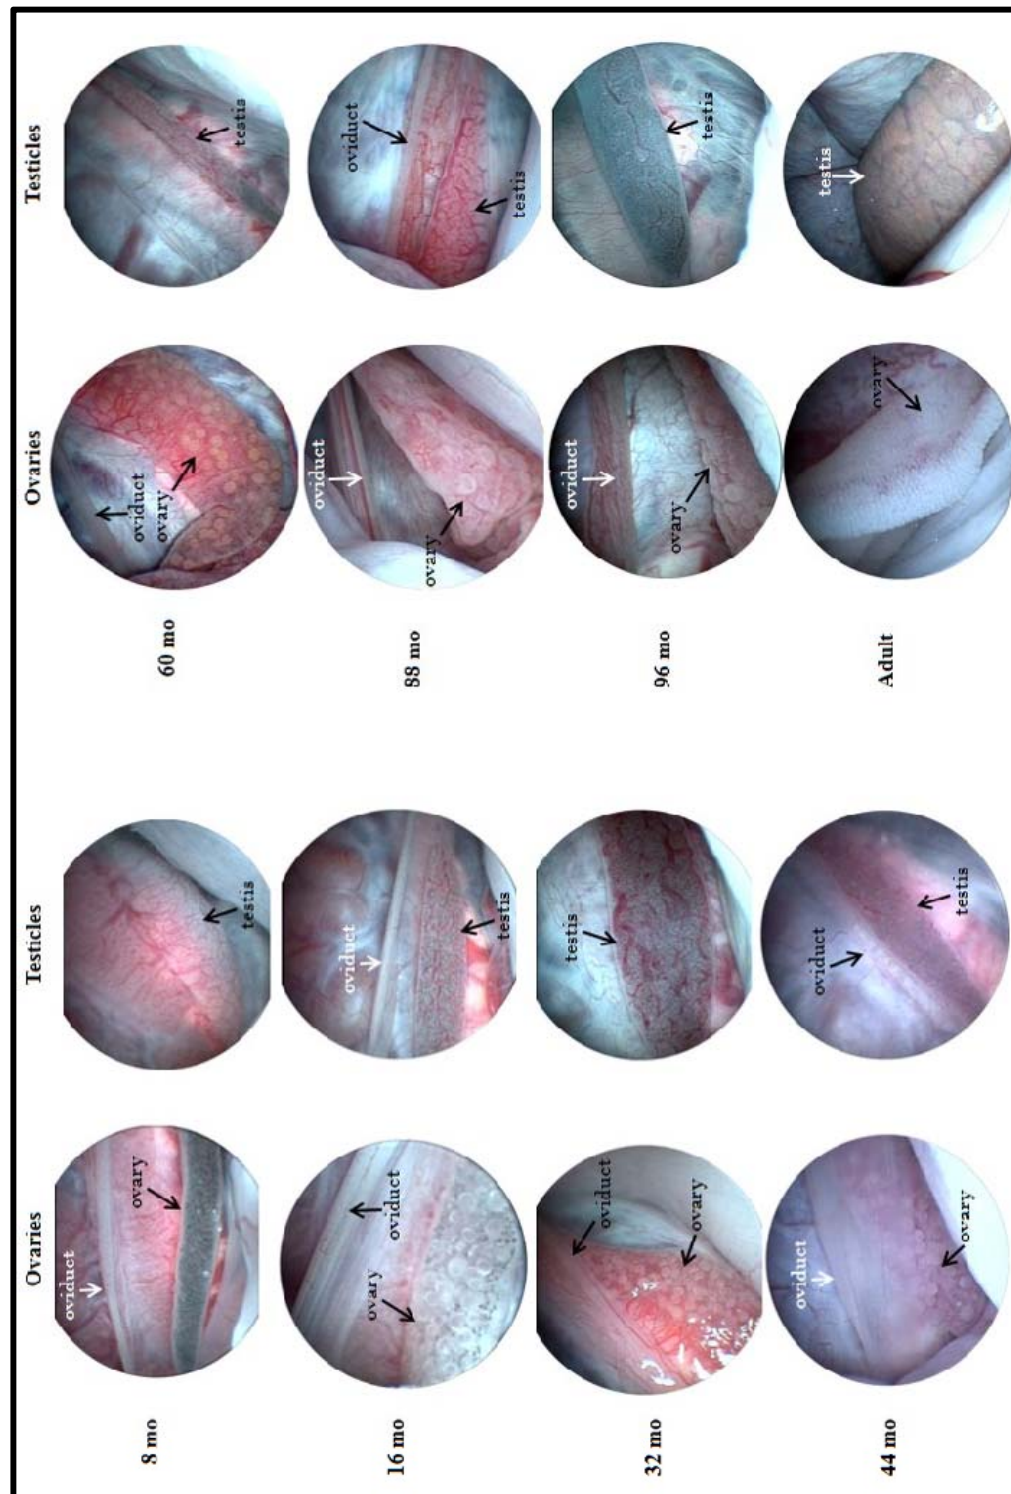 Ovaries
Testicles
Ovaries
Testicles
8 mo
oviduct
ovary
testis
60 mo
oviduct
ovary
testis
16 mo
ovary
oviduct
oviduct
testis
88 mo
oviduct
ovary
oviduct
testis
32 mo
oviduct
ovary
testis
96 mo
oviduct
ovary
testis
44 mo
oviduct
ovary
oviduct
testis
Adult
ovary
testis